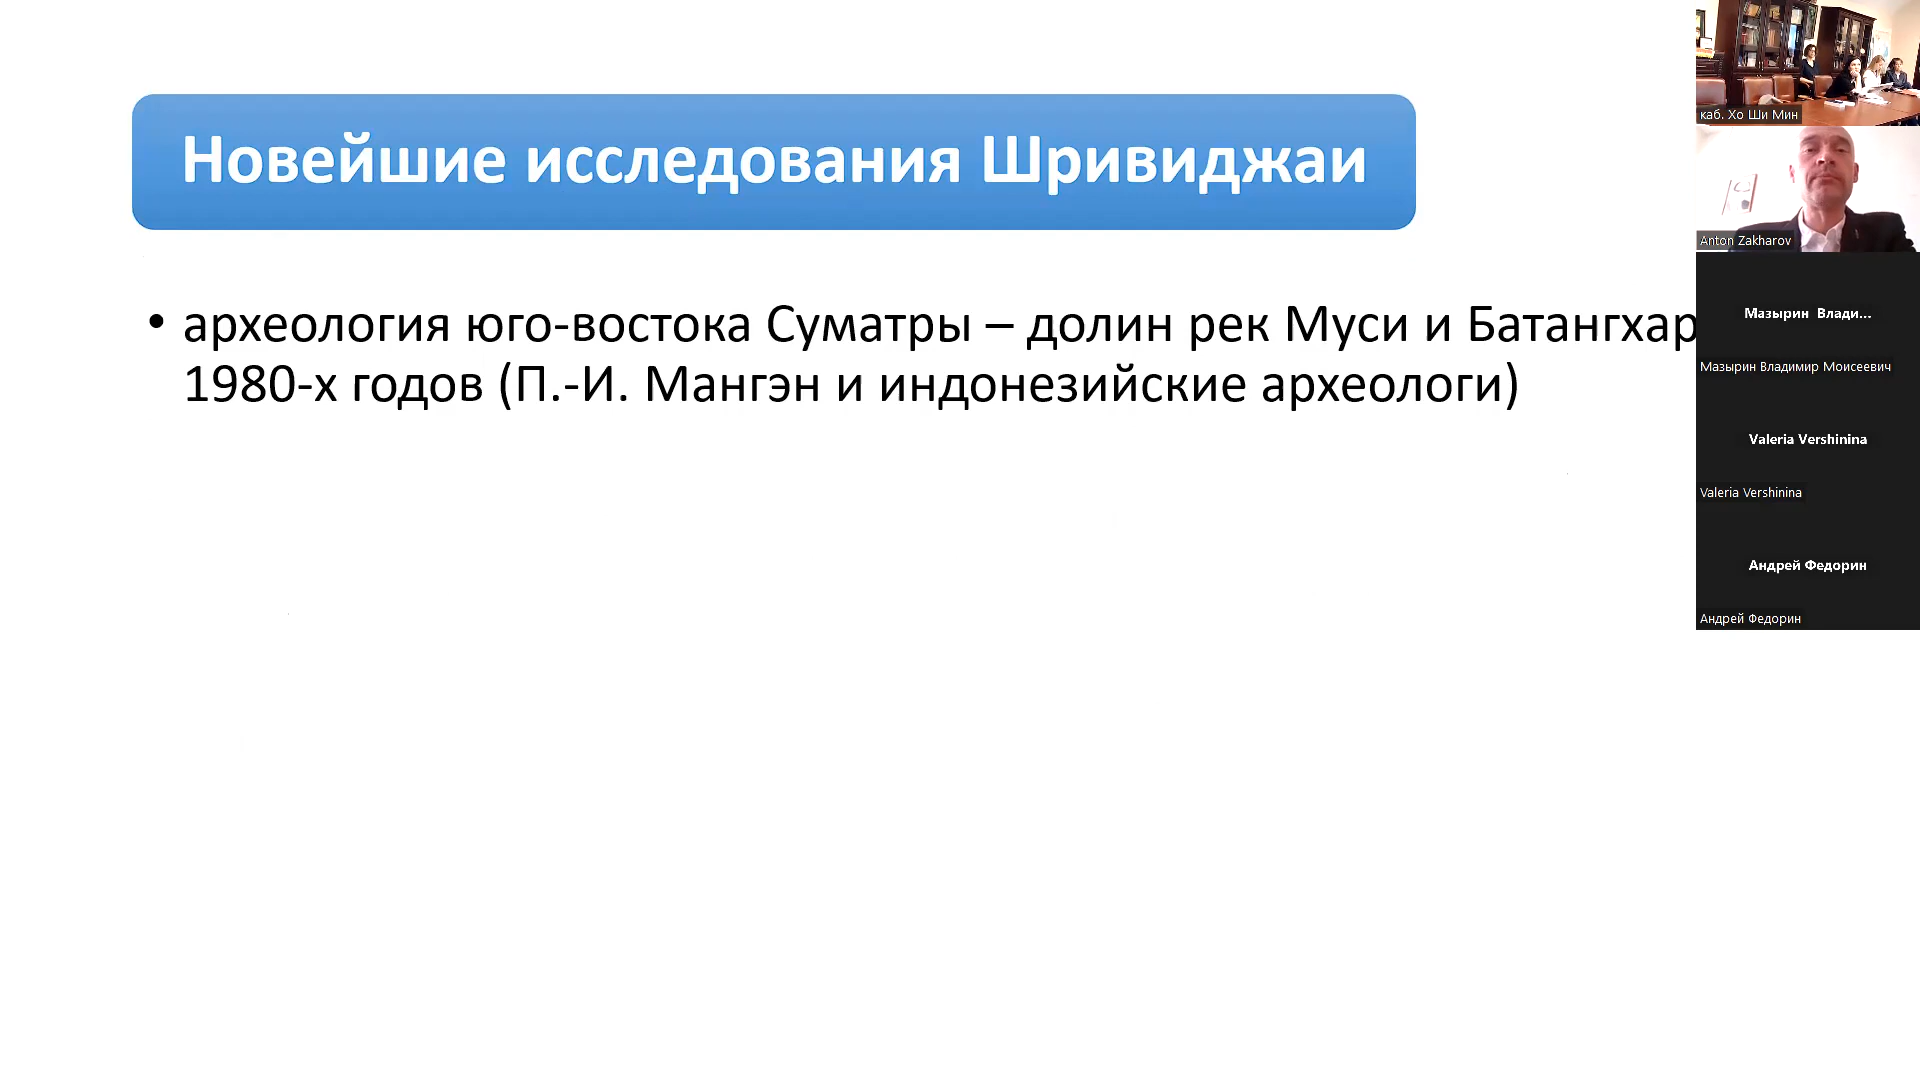 Новейшие исследования Шривиджаи
• археология юго-востока Суматры – долин рек Муси и Батангхар
1980-х годов (П.-И. Мангэн и индонезийские археологи)
каб. Хо Ши Мин
Anton Zakharov
Мазырин Влади...
Мазырин Владимир Моисеевич
Valeria Vershinina
Valeria Vershinina
Андрей Федорин
Андрей Федорин